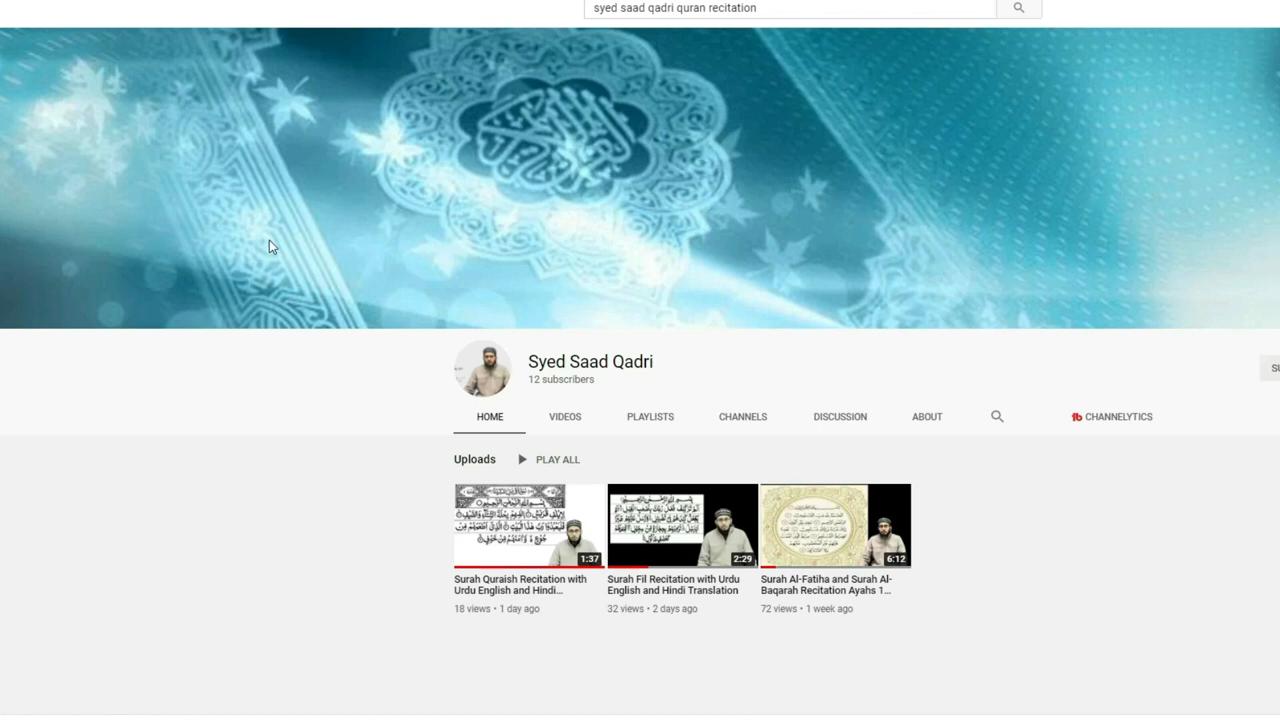 syed saad qadri quran recitation
Syed Saad Qadri
12 subscribers
SU
HOME VIDEOS PLAYLISTS CHANNELS DISCUSSION ABOUT CHANNELYTICS
Uploads PLAY ALL
1:37 2:29 6:12
Surah Quraish Recitation with
Urdu English and Hindi...
18 views • 1 day ago
Surah Fil Recitation with Urdu
English and Hindi Translation
32 views • 2 days ago
Surah Al-Fatiha and Surah Al-
Baqarah Recitation Ayahs 1...
72 views • 1 week ago